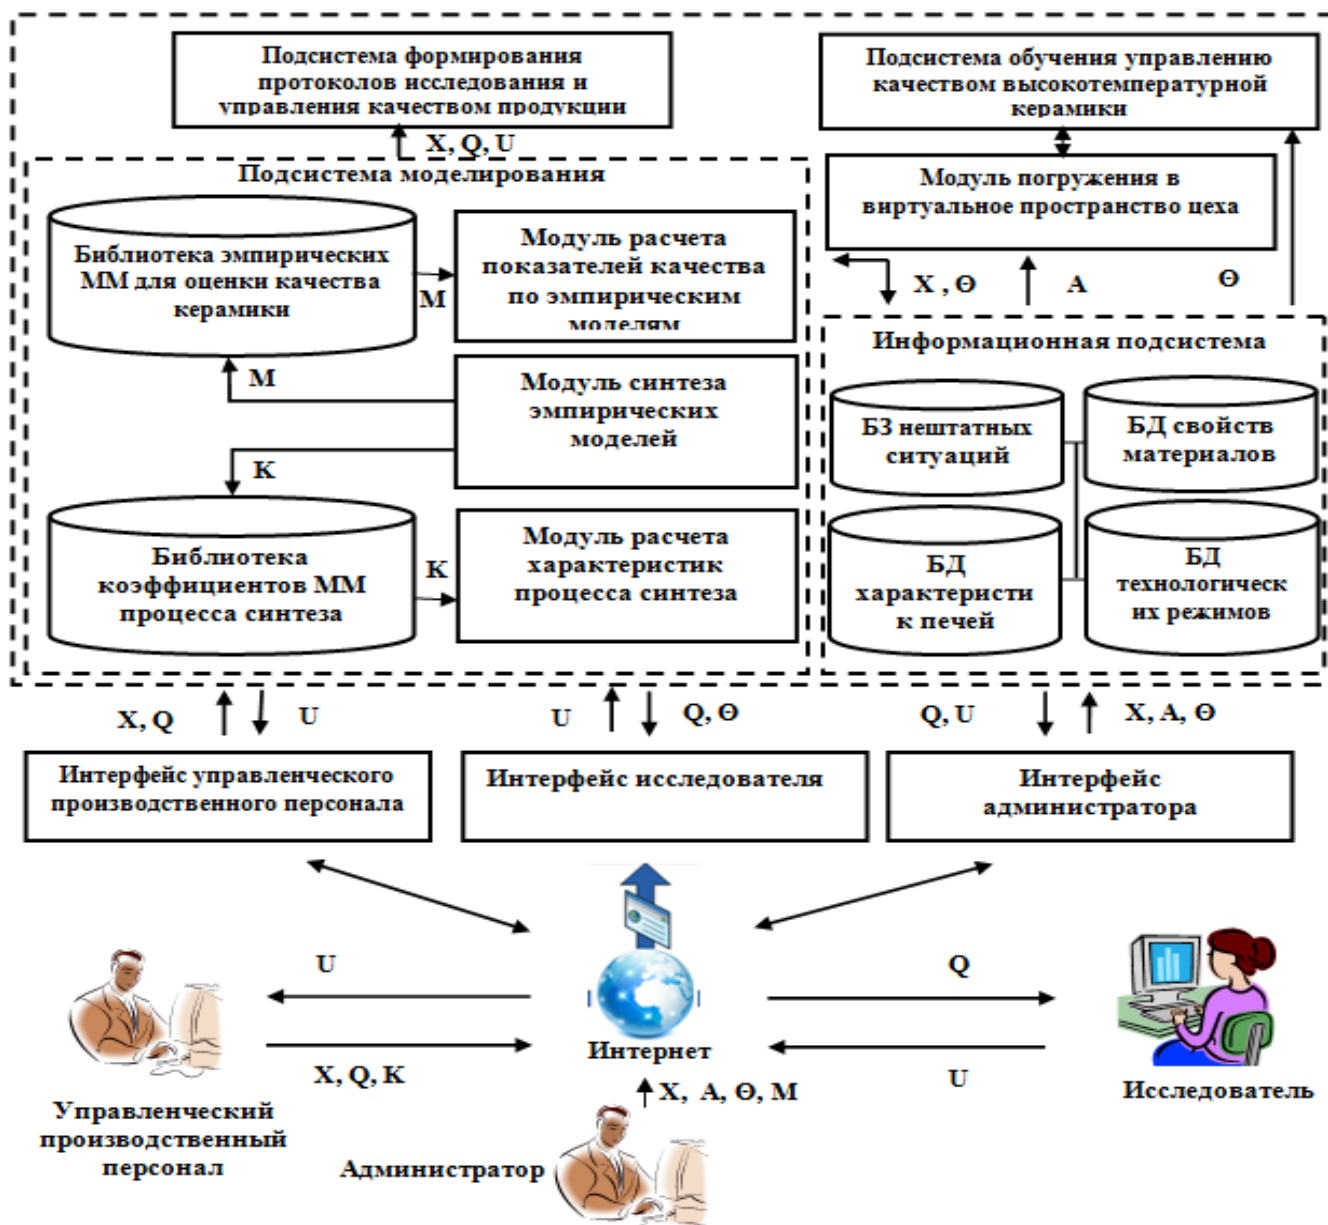 Подсистема формирования
протоколов исследования и
управления качеством продукции
Подсистема обучения управлению
качеством высокотемпературной
керамики
X, Q, U
Подсистема моделирования
Библиотека эмпирических
ММ для оценки качества
керамики
M
Модуль расчета
показателей качества
по эмпирическим
моделям
M
Модуль синтеза
эмпирических
моделей
K
Библиотека
коэффициентов ММ
процесса синтеза
K
Модуль расчета
характеристик
процесса синтеза
Модуль погружения в
виртуальное пространство цеха
X , Θ
A
Θ
Информационная подсистема
БЗ нештатных
ситуаций
БД свойств
материалов
БД
характеристи
к печей
БД
технологическ
их режимов
X, Q
U
U
Q, Θ
Q, U
X, A, Θ
Интерфейс управленческого
производственного персонала
Интерфейс исследователя
Интерфейс
администратора
U
Q
Интернет
X, Q, K
U
X, A, Θ, M
Управленческий
производственный
персонал
Администратор
Исследователь